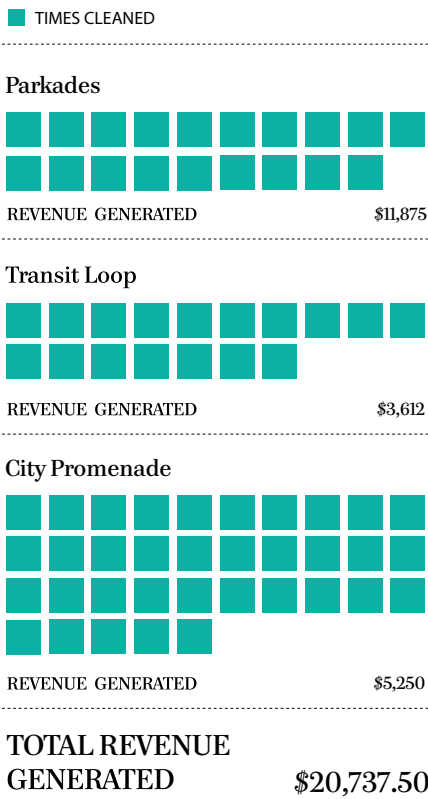 TIMES CLEANED
Parkades
REVENUE GENERATED $11,875
Transit Loop
REVENUE GENERATED $3,612
City Promenade
REVENUE GENERATED $5,250
TOTAL REVENUE
GENERATED $20,737.50